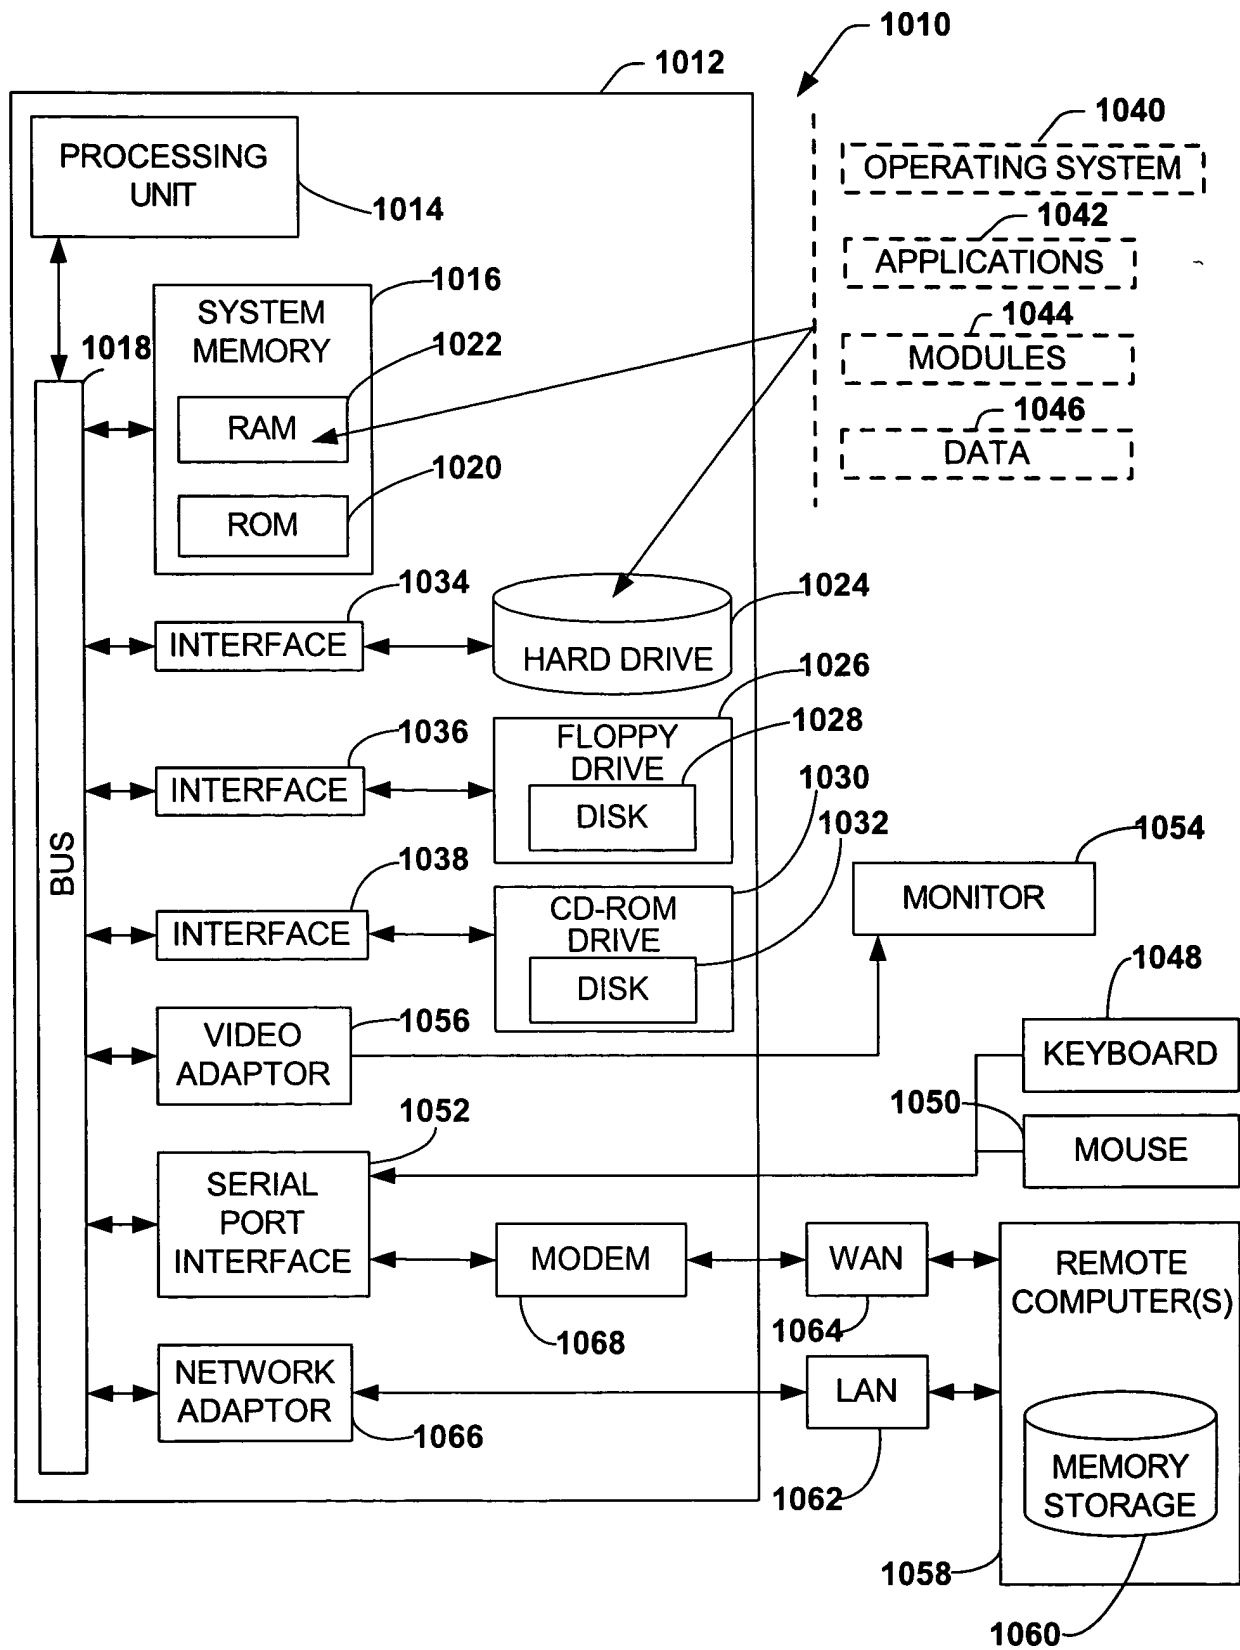 1010
1012
1040
PROCESSING
UNIT
OPERATING SYSTEM
1014
1042
APPLICATIONS
1016
SYSTEM
MEMORY
1044
1018
1022
MODULES
RAM
1046
DATA
1020
ROM
1034
1024
INTERFACE
HARD DRIVE
1026
1028
1036
FLOPPY
DRIVE
1030
INTERFACE
DISK
1032
1054
BUS
1038
MONITOR
CD-ROM
DRIVE
INTERFACE
1048
DISK
1056
VIDEO
ADAPTOR
KEYBOARD
1050
1052
MOUSE
SERIAL
PORT
INTERFACE
MODEM
WAN
REMOTE
COMPUTER(S)
1068
1064
NETWORK
ADAPTOR
LAN
1066
MEMORY
STORAGE
1062
1058
1060